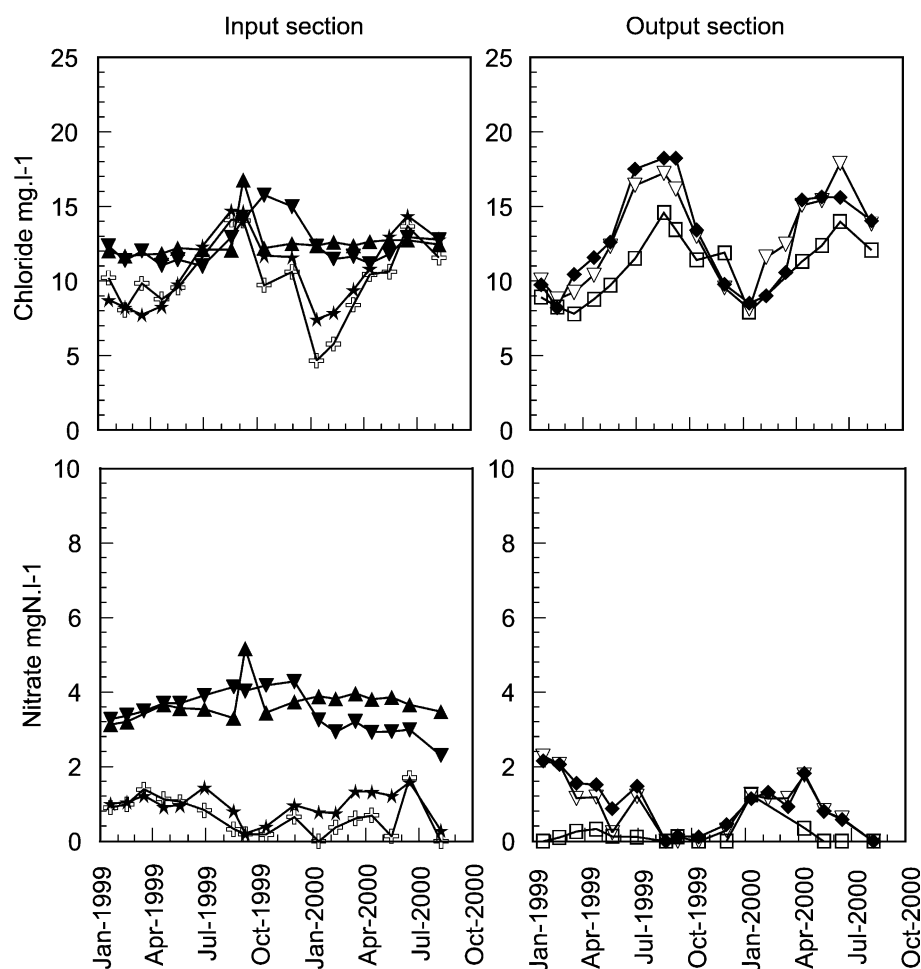 Input section
Output section
Chloride mg.l-1
25
20
15
10
5
0
25
20
15
10
5
0
Nitrate mgN.l-1
10
8
6
4
2
0
10
8
6
4
2
0
Jan-1999
Apr-1999
Jul-1999
Oct-1999
Jan-2000
Apr-2000
Jul-2000
Oct-2000
Jan-1999
Apr-1999
Jul-1999
Oct-1999
Jan-2000
Apr-2000
Jul-2000
Oct-2000